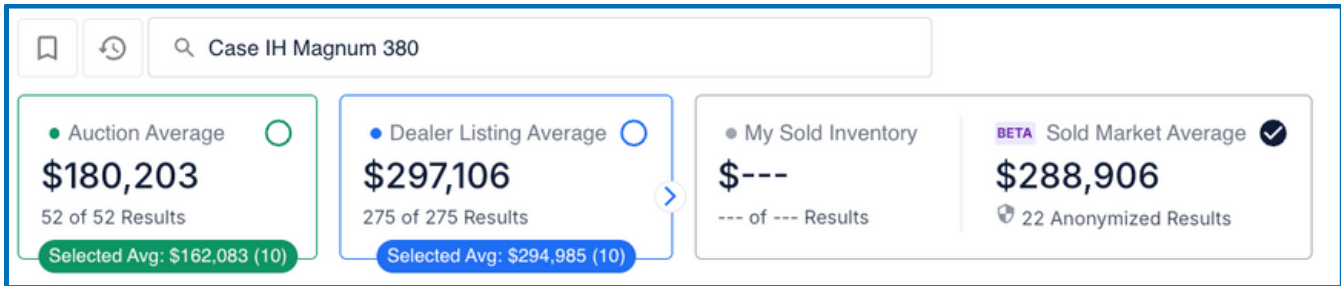 Case IH Magnum 380
Auction Average
$180,203
52 of 52 Results
Selected Avg: $162,083 (10)
Dealer Listing Average
$297,106
275 of 275 Results
Selected Avg: $294,985 (10)
My Sold Inventory
$---
--- of --- Results
BETA Sold Market Average
$288,906
22 Anonymized Results